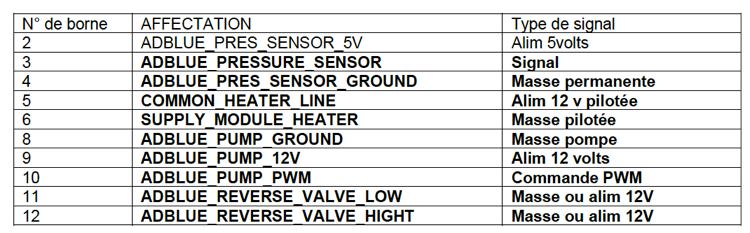 N° de borne AFFECTATION Type de signal
2 ADBLUE_PRES_SENSOR_5V Alim 5volts
3 ADBLUE_PRESSURE_SENSOR Signal
4 ADBLUE_PRES_SENSOR_GROUND Masse permanente
5 COMMON_HEATER_LINE Alim 12 v pilotée
6 SUPPLY_MODULE_HEATER Masse pilotée
8 ADBLUE_PUMP_GROUND Masse pompe
9 ADBLUE_PUMP_12V Alim 12 volts
10 ADBLUE_PUMP_PWM Commande PWM
11 ADBLUE_REVERSE_VALVE_LOW Masse ou alim 12V
12 ADBLUE_REVERSE_VALVE_HIGHT Masse ou alim 12V